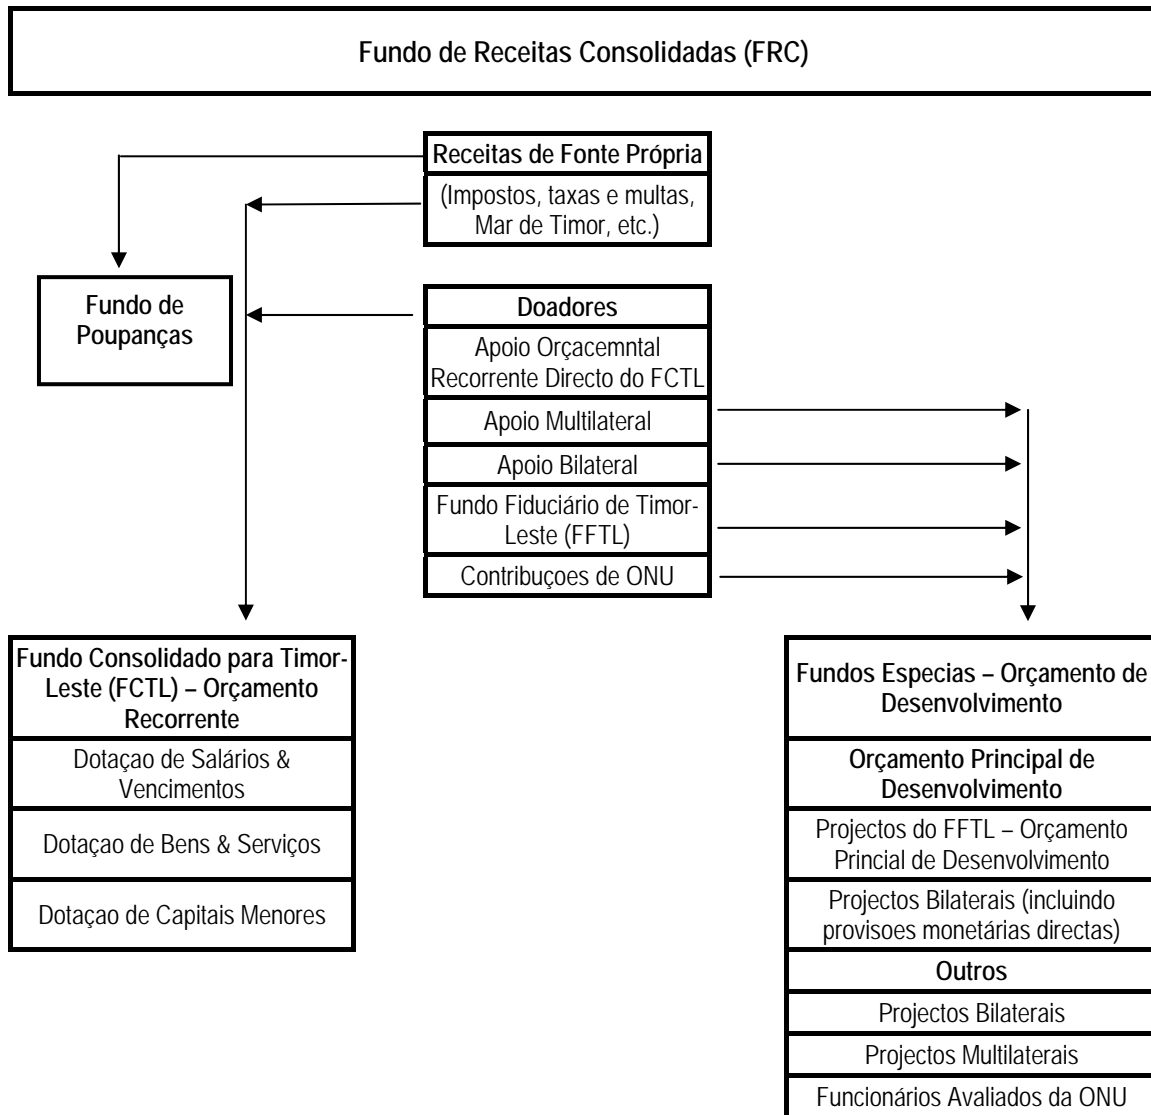 Fundo de Receitas Consolidadas (FRC)
Receitas de Fonte Própria
(Impostos, taxas e multas,
Mar de Timor, etc.)
Fundo de
Poupanças
Doadores
Apoio Orçacemntal
Recorrente Directo do FCTL
Apoio Multilateral
Apoio Bilateral
Fundo Fiduciário de Timor-
Leste (FFTL)
Contribuçoes de ONU
Fundo Consolidado para Timor-
Leste (FCTL) – Orçamento
Recorrente
Dotaçao de Salários &
Vencimentos
Dotaçao de Bens & Serviços
Dotaçao de Capitais Menores
Fundos Especias – Orçamento de
Desenvolvimento
Orçamento Principal de
Desenvolvimento
Projectos do FFTL – Orçamento
Princial de Desenvolvimento
Projectos Bilaterais (incluindo
provisoes monetárias directas)
Outros
Projectos Bilaterais
Projectos Multilaterais
Funcionários Avaliados da ONU